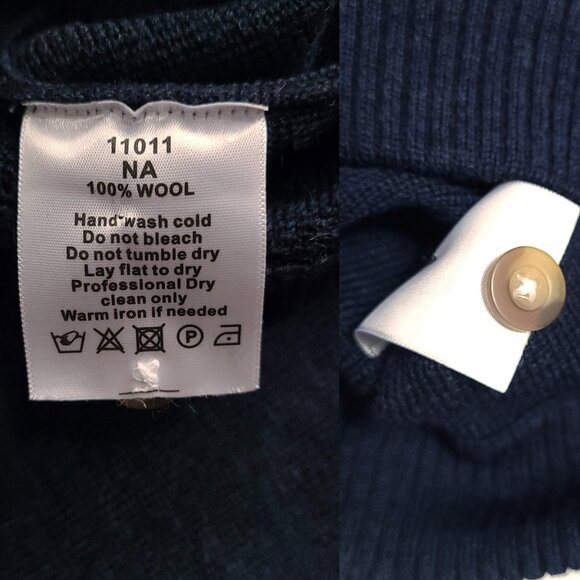 11011
NA
100% WOOL
Hand wash cold
Do not bleach
Do not tumble dry
Lay flat to dry
Professional Dry
clean only
Warm iron if needed
P